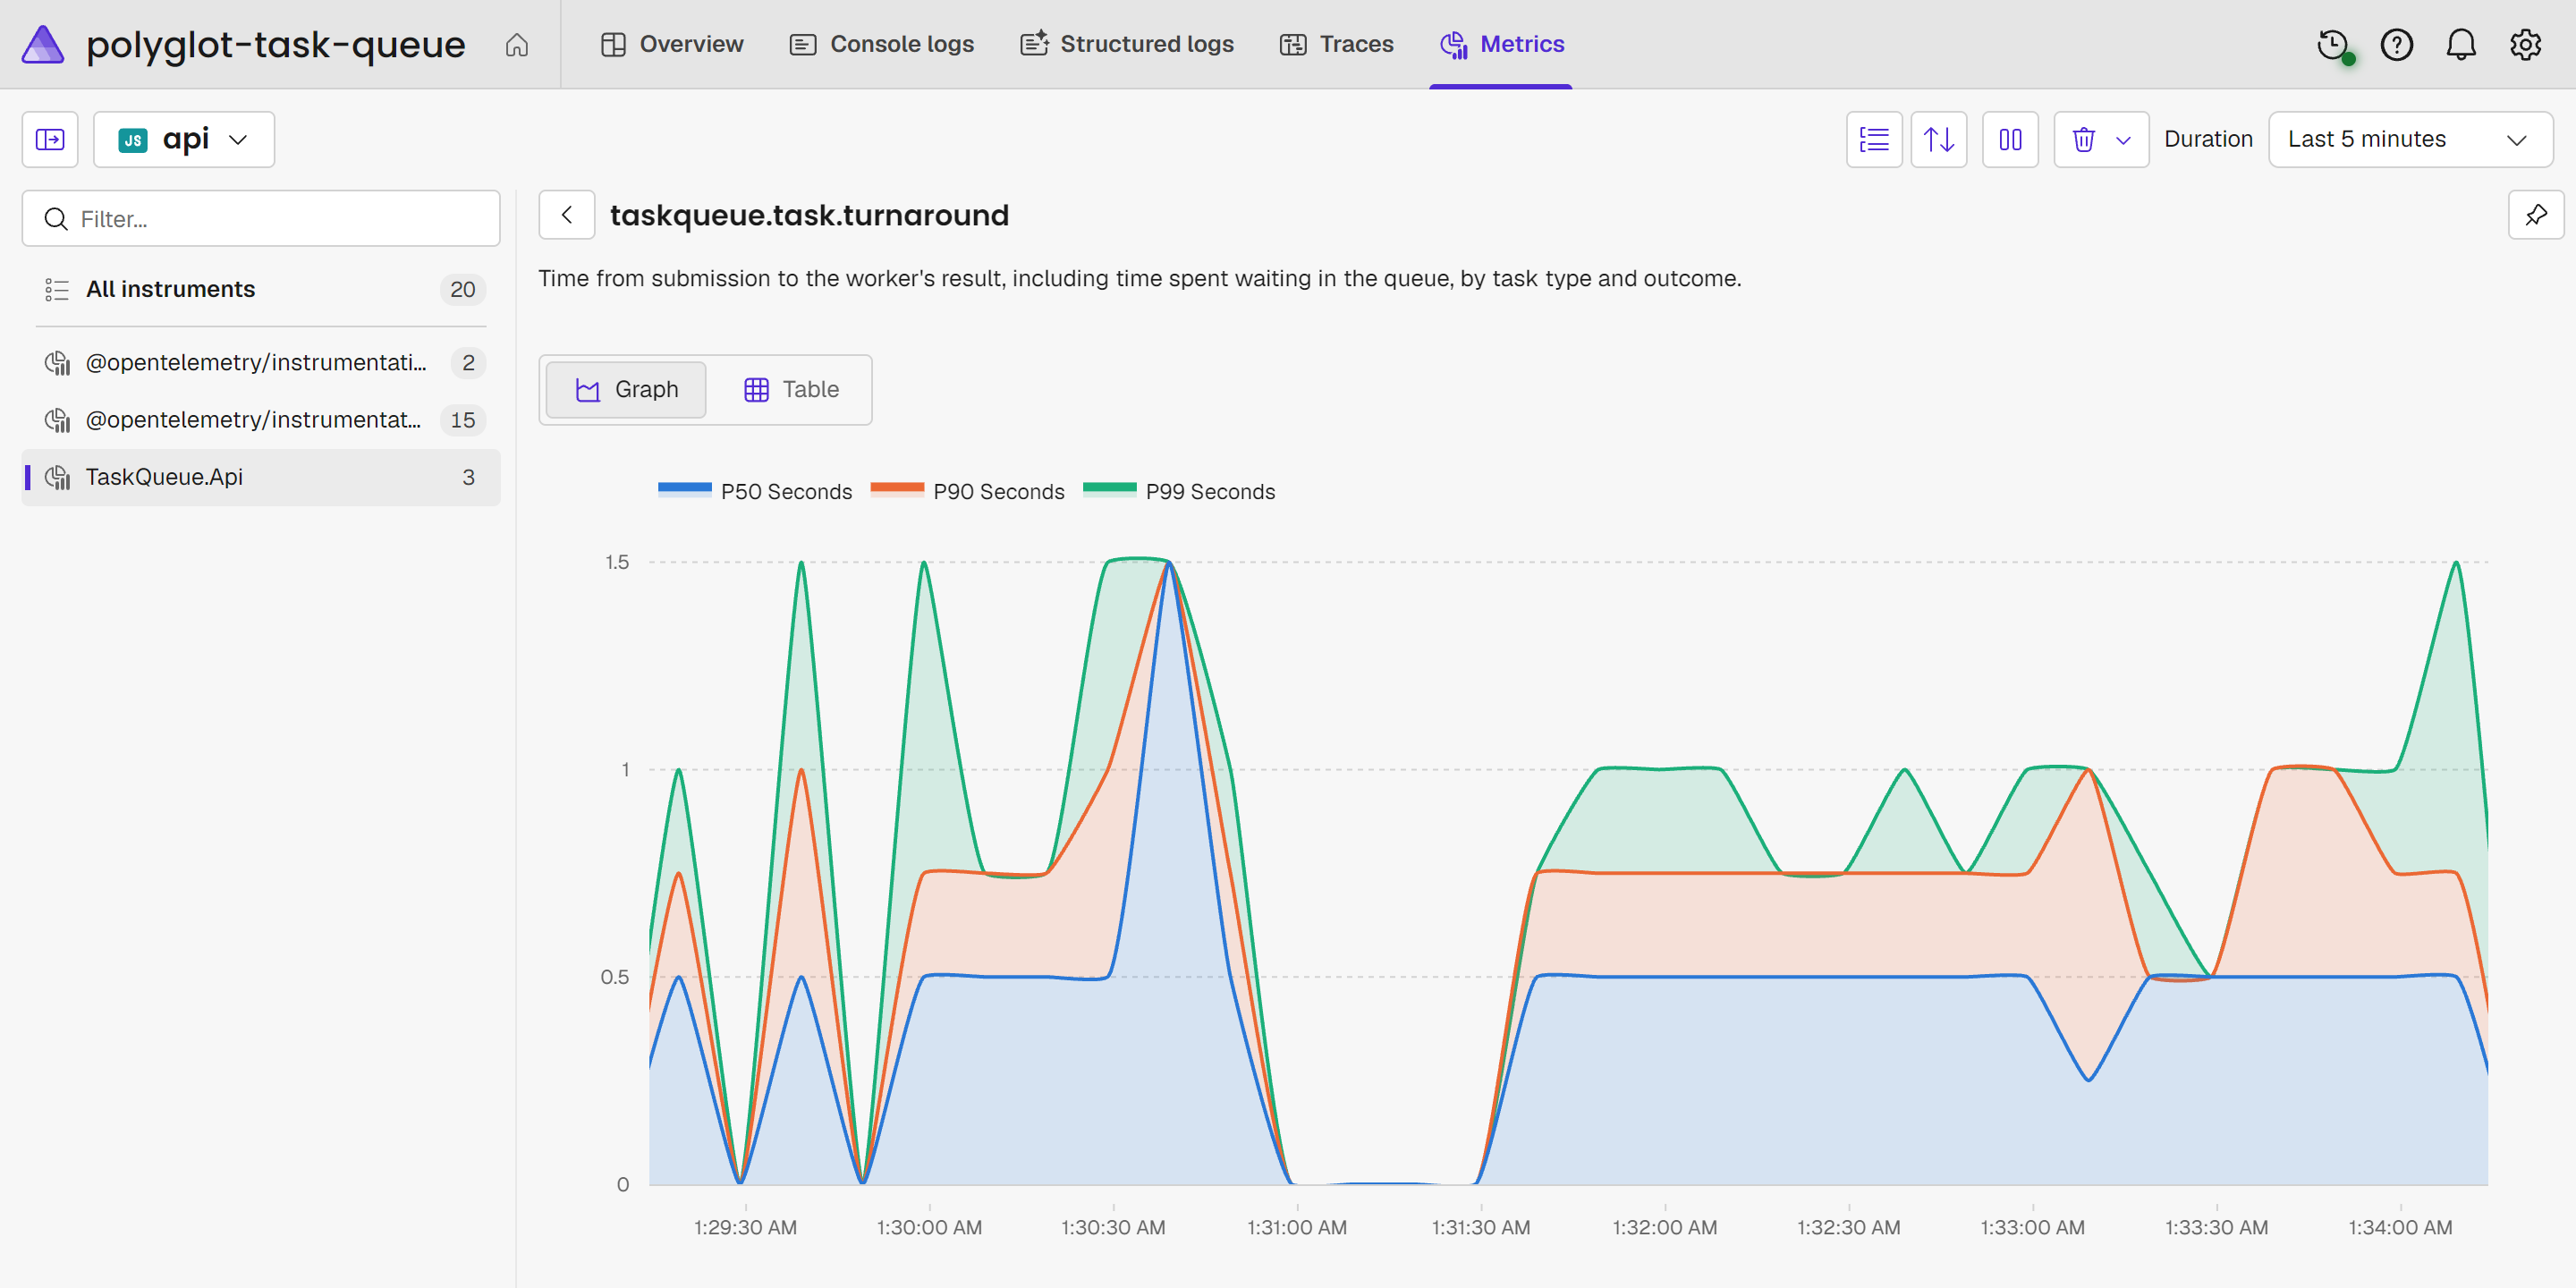 polyglot-task-queue
Overview
Console logs
Structured logs
Traces
Metrics
JS api
Duration
Last 5 minutes
Filter...
All instruments 20
@opentelemetry/instrumentati... 2
@opentelemetry/instrumentat... 15
TaskQueue.Api 3
taskqueue.task.turnaround
Time from submission to the worker's result, including time spent waiting in the queue, by task type and outcome.
Graph
Table
P50 Seconds P90 Seconds P99 Seconds
1.5
1
0.5
0
1:29:30 AM 1:30:00 AM 1:30:30 AM 1:31:00 AM 1:31:30 AM 1:32:00 AM 1:32:30 AM 1:33:00 AM 1:33:30 AM 1:34:00 AM